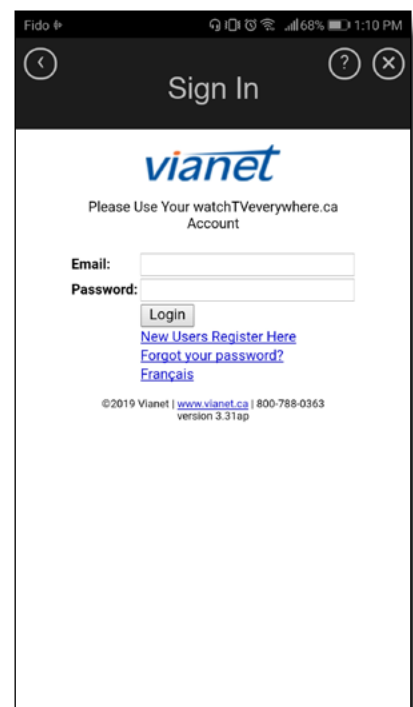 Fido 68% 1:10 PM
Sign In
vianet
Please Use Your watchTVeverywhere.ca
Account
Email:
Password:
Login
New Users Register Here
Forgot your password?
Français
©2019 Vianet | www.vianet.ca | 800-788-0363
version 3.31ap